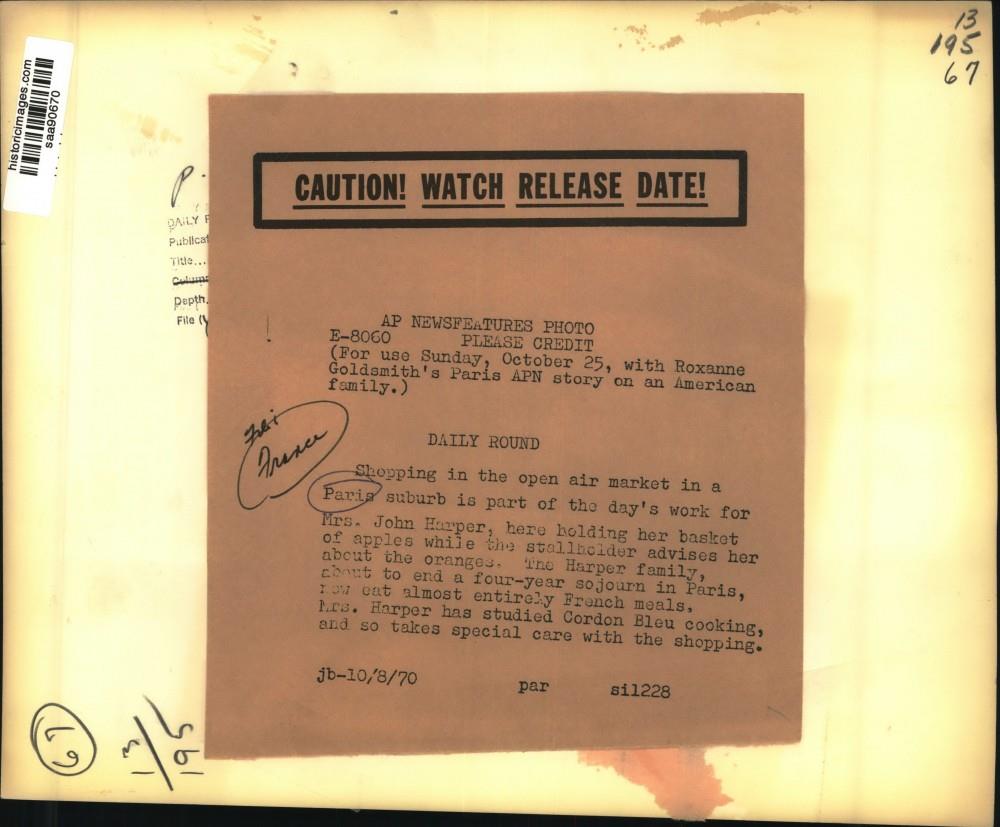 13
195
67
historicimages.com
saa90670
P.
DAILY
Publicat
Title...
Column
Depth.
File (
CAUTION! WATCH RELEASE DATE!
AP NEWSFEATURES PHOTO
E-8060 PLEASE CREDIT
(For use Sunday, October 25, with Roxanne
Goldsmith's Paris APN story on an American
family.)
France
DAILY ROUND
Shopping in the open air market in a
Paris suburb is part of the day's work for
Mrs. John Harper, here holding her basket
of apples while the stallholder advises her
about the oranges. The Harper family,
about to end a four-year sojourn in Paris,
now eat almost entirely French meals.
Mrs. Harper has studied Cordon Bleu cooking,
and so takes special care with the shopping.
jb-10/8/70 par si1228
67
13/195